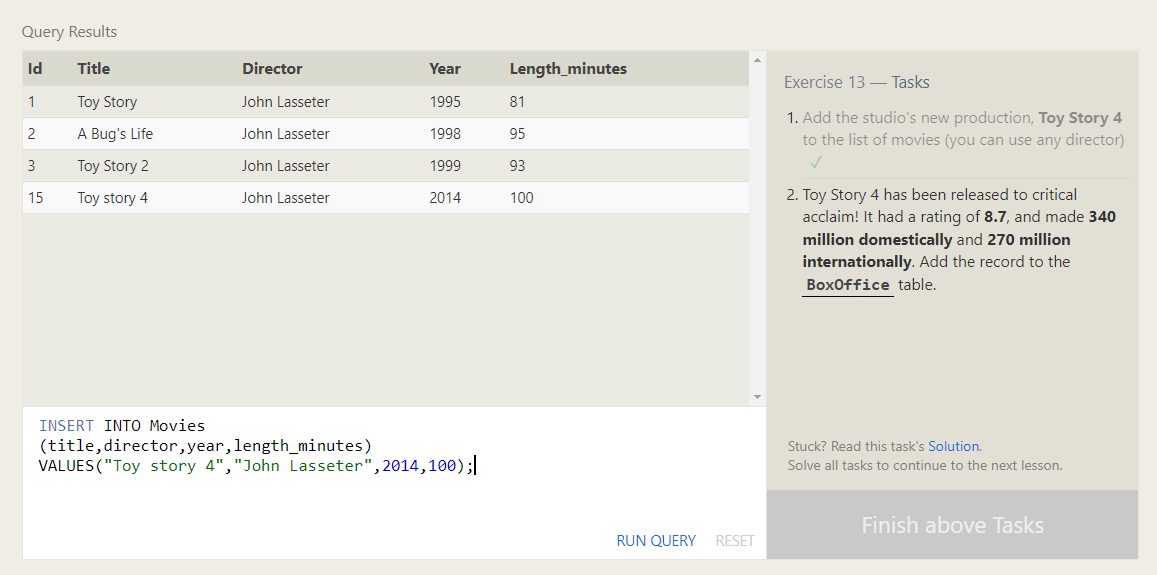 Query Results
Id Title Director Year Length_minutes
1 Toy Story John Lasseter 1995 81
2 A Bug's Life John Lasseter 1998 95
3 Toy Story 2 John Lasseter 1999 93
15 Toy story 4 John Lasseter 2014 100
INSERT INTO Movies
(title,director,year,length_minutes)
VALUES("Toy story 4","John Lasseter",2014,100);
RUN QUERY RESET
Exercise 13 — Tasks
1. Add the studio's new production, Toy Story 4
to the list of movies (you can use any director)
✓
2. Toy Story 4 has been released to critical
acclaim! It had a rating of 8.7, and made 340
million domestically and 270 million
internationally. Add the record to the
BoxOffice table.
Stuck? Read this task's Solution.
Solve all tasks to continue to the next lesson.
Finish above Tasks